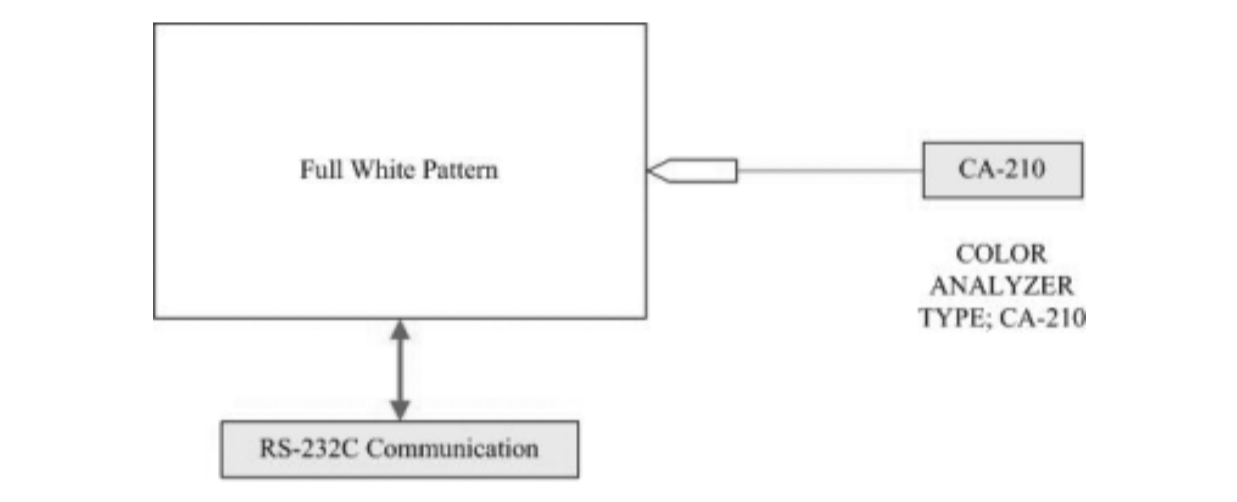 Full White Pattern
CA-210
COLOR
ANALYZER
TYPE; CA-210
RS-232C Communication